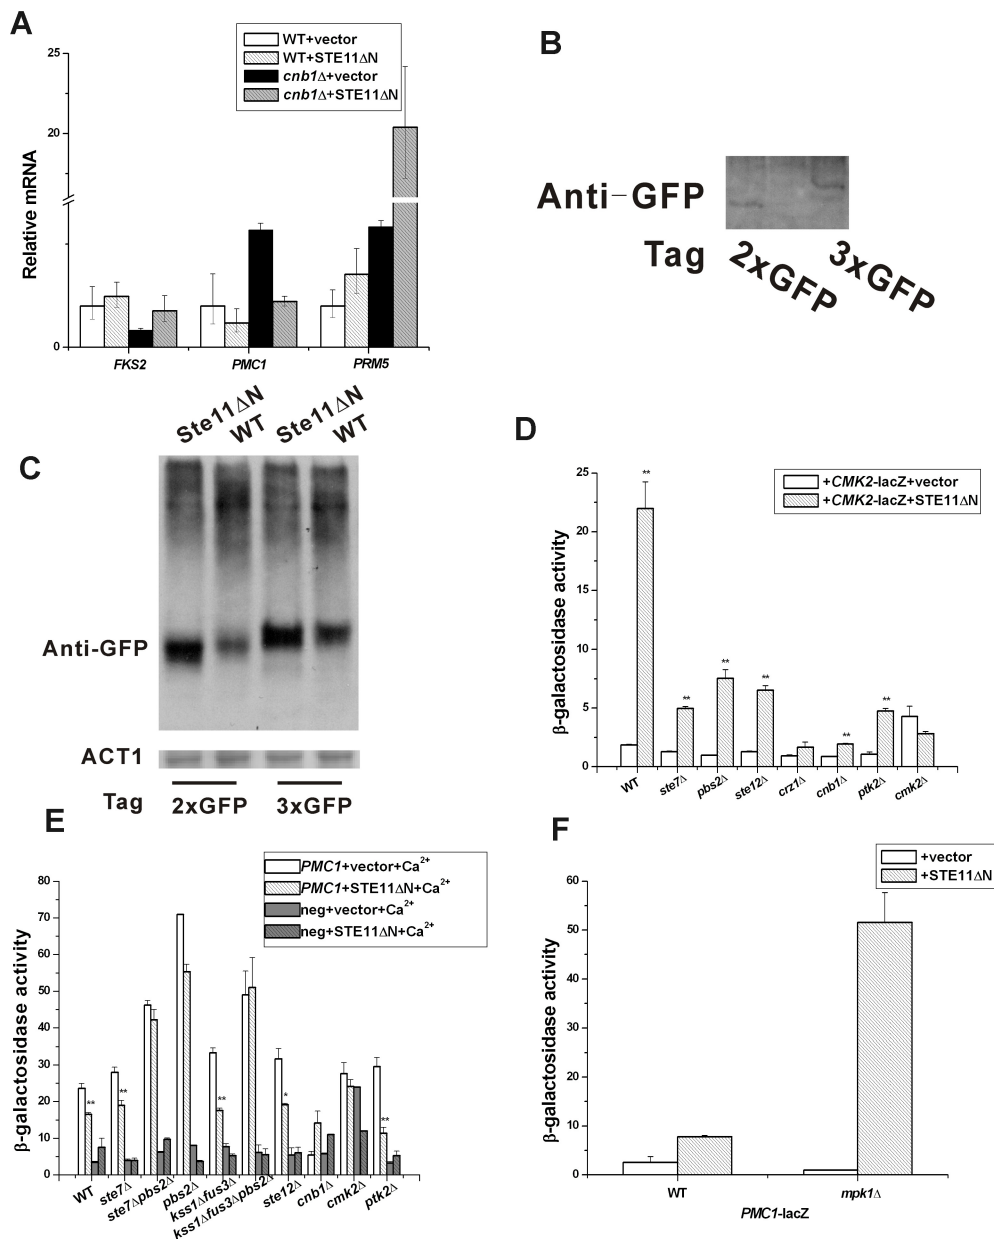 A
WT+vector
WT+STE11ΔN
cnb1Δ+vector
cnb1Δ+STE11ΔN
25
20
0
Relative mRNA
FKS2 PMC1 PRM5
B
Anti-GFP
Tag 2xGFP 3xGFP
C
Ste11ΔN WT Ste11ΔN WT
Anti-GFP
ACT1
Tag 2xGFP 3xGFP
D
+CMK2-lacZ+vector
+CMK2-lacZ+STE11ΔN
25
20
15
10
5
0
β-galactosidase activity
** ** ** ** ** **
WT ste7Δ pbs2Δ ste12Δ crz1Δ cnb1Δ ptk2Δ cmk2Δ
E
PMC1+vector+Ca2+
PMC1+STE11ΔN+Ca2+
neg+vector+Ca2+
neg+STE11ΔN+Ca2+
80
70
60
50
40
30
20
10
0
β-galactosidase activity
** ** ** * **
WT ste7Δ ste7Δpbs2Δ pbs2Δ kss1Δfus3Δ kss1Δfus3Δpbs2Δ ste12Δ cnb1Δ cmk2Δ ptk2Δ
F
+vector
+STE11ΔN
60
50
40
30
20
10
0
β-galactosidase activity
WT mpk1Δ
PMC1-lacZ